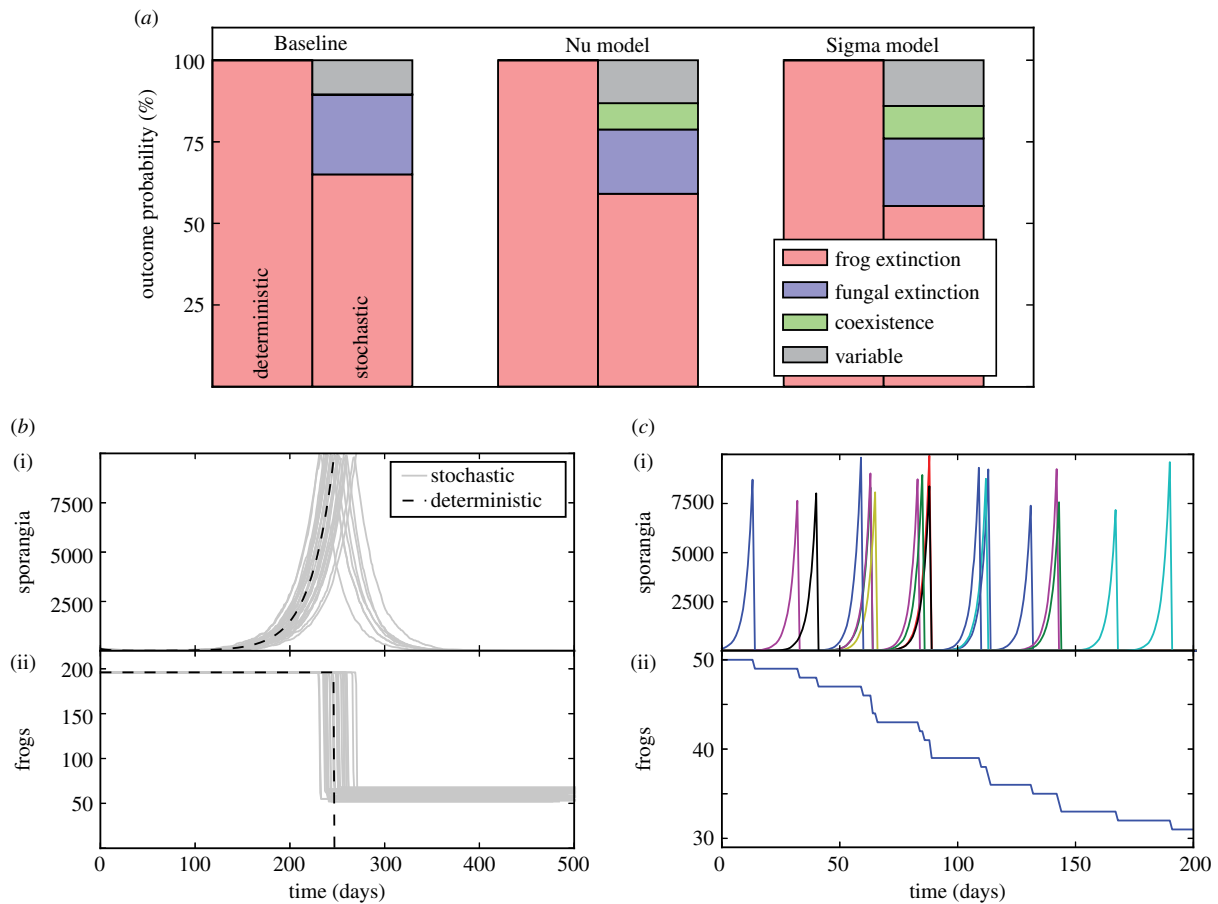 (a)
Baseline
Nu model
Sigma model
100
75
50
25
outcome probability (%)
deterministic
stochastic
frog extinction
fungal extinction
coexistence
variable
(b)
(i)
7500
5000
2500
sporangia
stochastic
deterministic
(ii)
200
150
100
50
frogs
0
100
200
300
400
500
time (days)
(c)
(i)
7500
5000
2500
sporangia
(ii)
50
40
30
frogs
0
50
100
150
200
time (days)